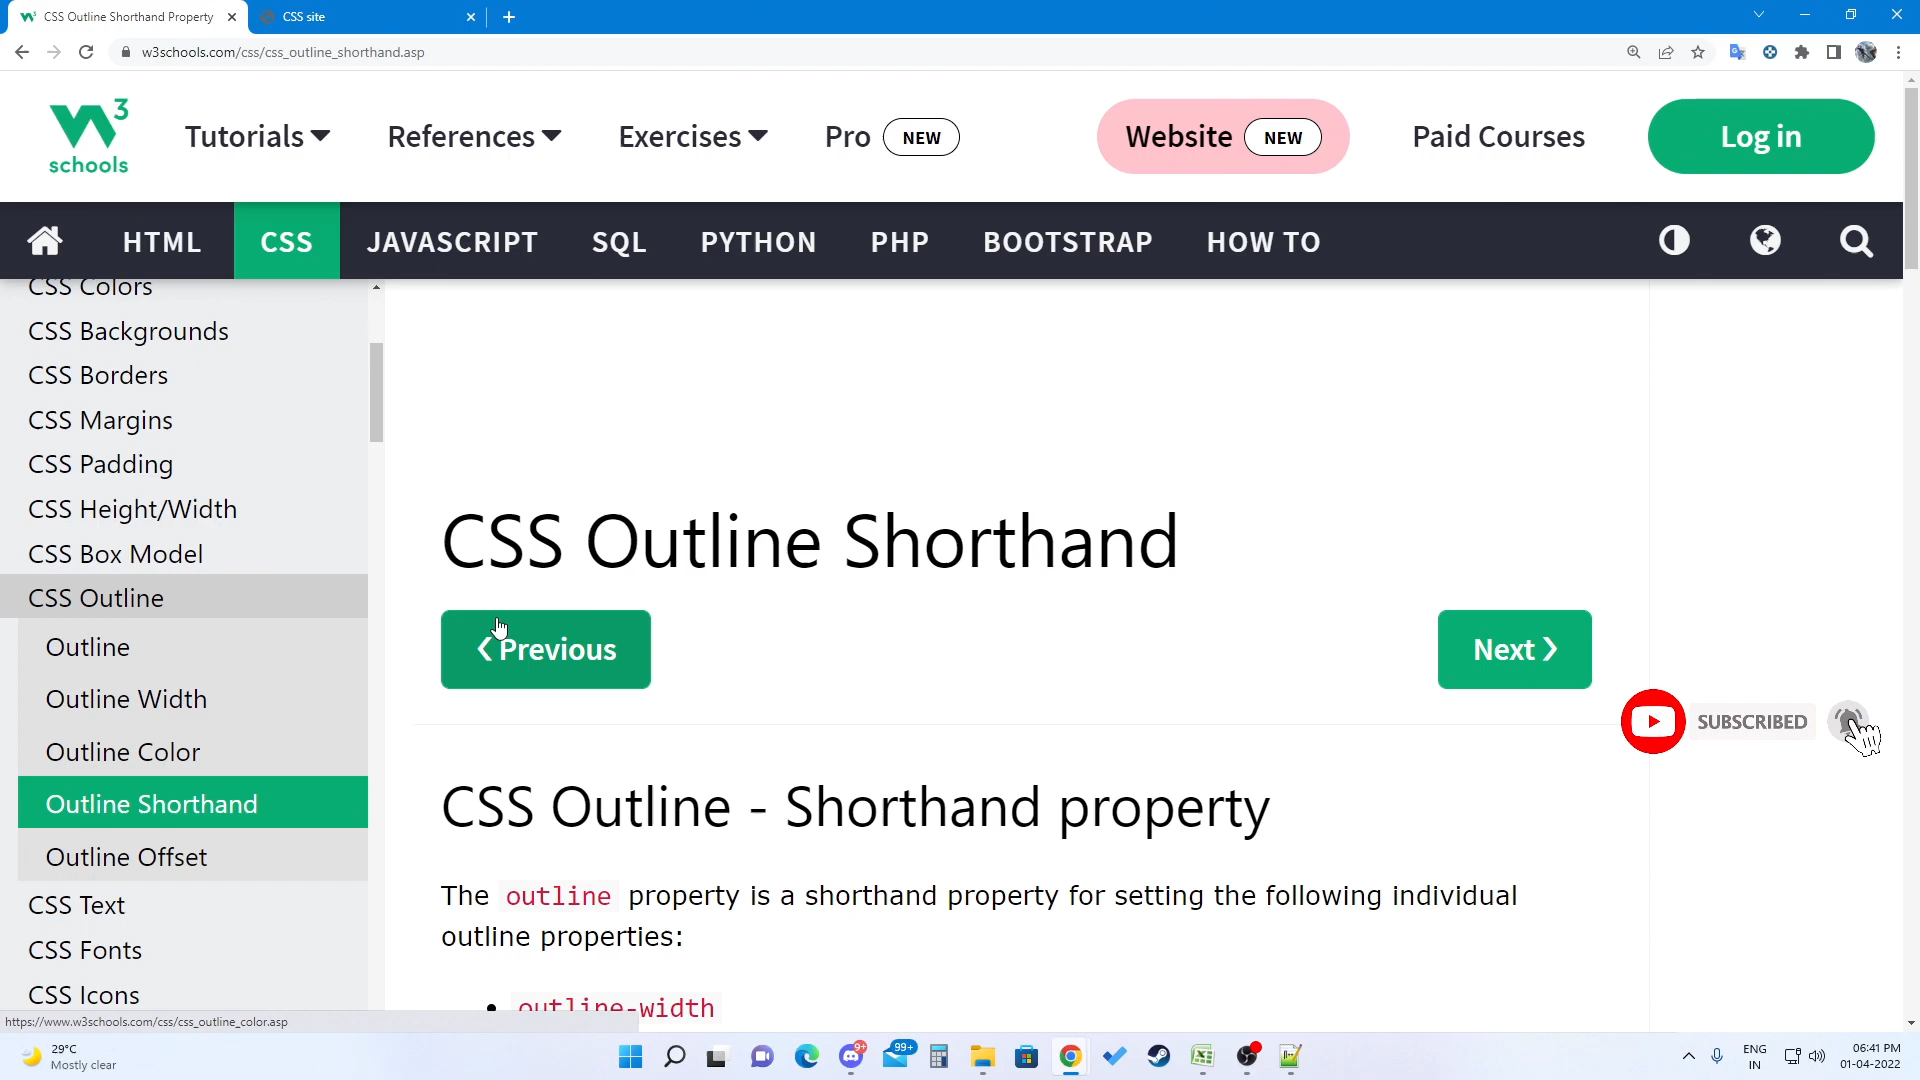 CSS Outline Shorthand Property
CSS site
w3schools.com/css/css_outline_shorthand.asp
3
schools
Tutorials
References
Exercises
Pro NEW
Website NEW
Paid Courses
Log in
HTML
CSS
JAVASCRIPT
SQL
PYTHON
PHP
BOOTSTRAP
HOW TO
CSS Colors
CSS Backgrounds
CSS Borders
CSS Margins
CSS Padding
CSS Height/Width
CSS Box Model
CSS Outline
Outline
Outline Width
Outline Color
Outline Shorthand
Outline Offset
CSS Text
CSS Fonts
CSS Icons
CSS Outline Shorthand
❮ Previous
Next ❯
SUBSCRIBED
CSS Outline - Shorthand property
The outline property is a shorthand property for setting the following individual
outline properties:
• outline-width
https://www.w3schools.com/css/css_outline_color.asp
29°C
Mostly clear
9+
99+
ENG
IN
06:41 PM
01-04-2022